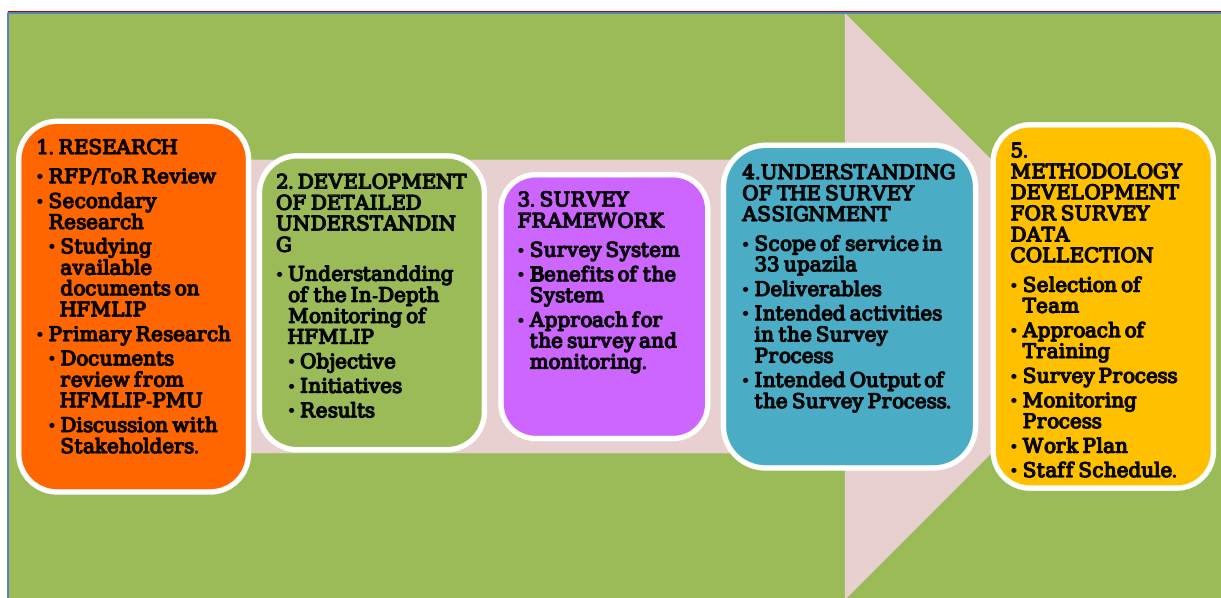 1. RESEARCH
• RFP/ToR Review
• Secondary
Research
• Studying
available
documents on
HFMLIP
• Primary Research
• Documents
review from
HFMLIP-PMU
• Discussion with
Stakeholders.
2. DEVELOPMENT
OF DETAILED
UNDERSTANDIN
G
• Understandding
of the In-Depth
Monitoring of
HFMLIP
• Objective
• Initiatives
• Results
3. SURVEY
FRAMEWORK
• Survey System
• Benefits of the
System
• Approach for
the survey and
monitoring.
4.UNDERSTANDING
OF THE SURVEY
ASSIGNMENT
• Scope of service in
33 upazila
• Deliverables
• Intended activities
in the Survey
Process
• Intended Output of
the Survey Process.
5.
METHODOLOGY
DEVELOPMENT
FOR SURVEY
DATA
COLLECTION
• Selection of
Team
• Approach of
Training
• Survey Process
• Monitoring
Process
• Work Plan
• Staff Schedule.